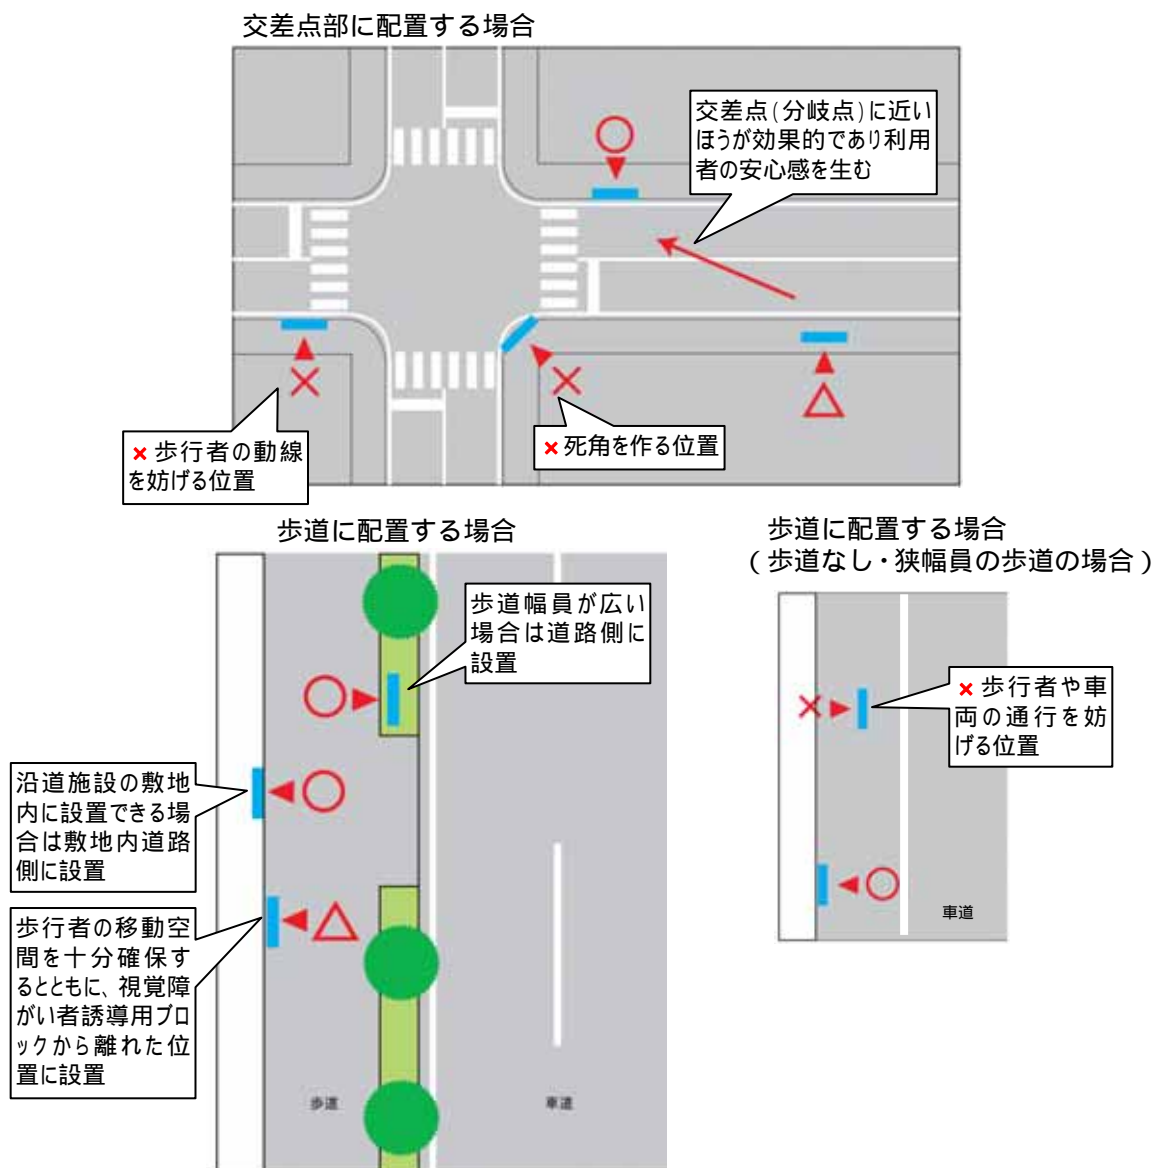 交差点部に配置する場合
交差点(分岐点)に近い
ほうが効果的であり利用
者の安心感を生む
× 歩行者の動線
を妨げる位置
× 死角を作る位置
歩道に配置する場合
歩道幅員が広い
場合は道路側に
設置
沿道施設の敷地
内に設置できる場
合は敷地内道路
側に設置
歩行者の移動空
間を十分確保す
るとともに、視覚障
がい者誘導用ブロ
ックから離れた位
置に設置
歩道
車道
歩道に配置する場合
(歩道なし・狭幅員の歩道の場合)
× 歩行者や車
両の通行を妨
げる位置
車道